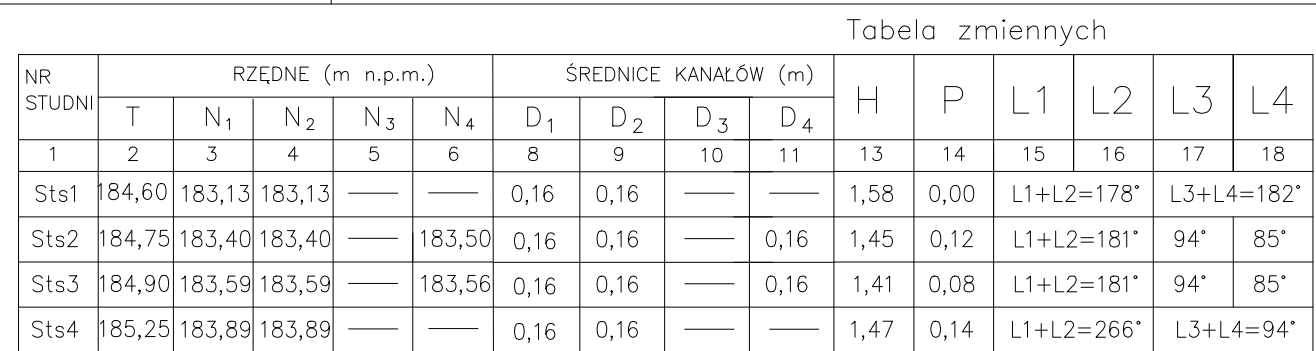 Tabela zmiennych
NR STUDNI RZĘDNE (m n.p.m.) ŚREDNICE KANAŁÓW (m) H P L1 L2 L3 L4
T N1 N2 N3 N4 D1 D2 D3 D4
1 2 3 4 5 6 8 9 10 11 13 14 15 16 17 18
Sts1 184,60 183,13 183,13 — — 0,16 0,16 — — 1,58 0,00 L1+L2=178° L3+L4=182°
Sts2 184,75 183,40 183,40 — 183,50 0,16 0,16 — 0,16 1,45 0,12 L1+L2=181° 94° 85°
Sts3 184,90 183,59 183,59 — 183,56 0,16 0,16 — 0,16 1,41 0,08 L1+L2=181° 94° 85°
Sts4 185,25 183,89 183,89 — — 0,16 0,16 — — 1,47 0,14 L1+L2=266° L3+L4=94°